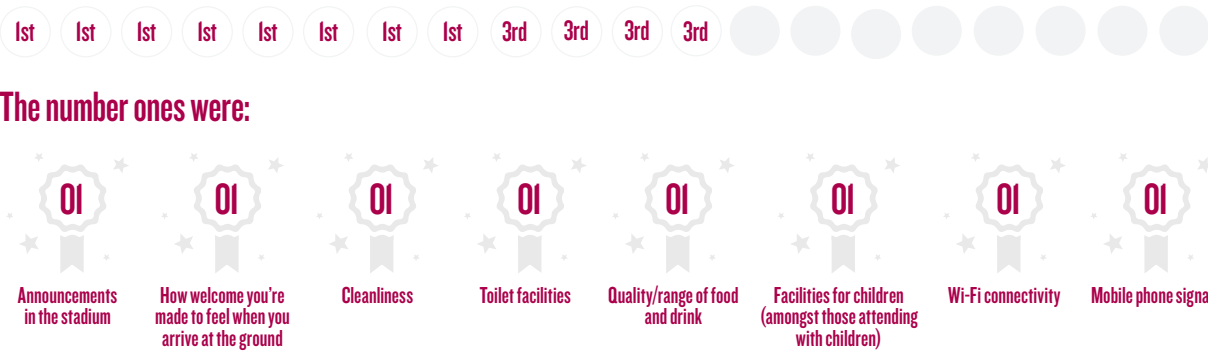 1st 1st 1st 1st 1st 1st 1st 1st 3rd 3rd 3rd 3rd
The number ones were:
01 01 01 01 01 01 01 01
Announcements
in the stadium
How welcome you're
made to feel when you
arrive at the ground
Cleanliness
Toilet facilities
Quality/range of food
and drink
Facilities for children
(amongst those attending
with children)
Wi-Fi connectivity
Mobile phone signa